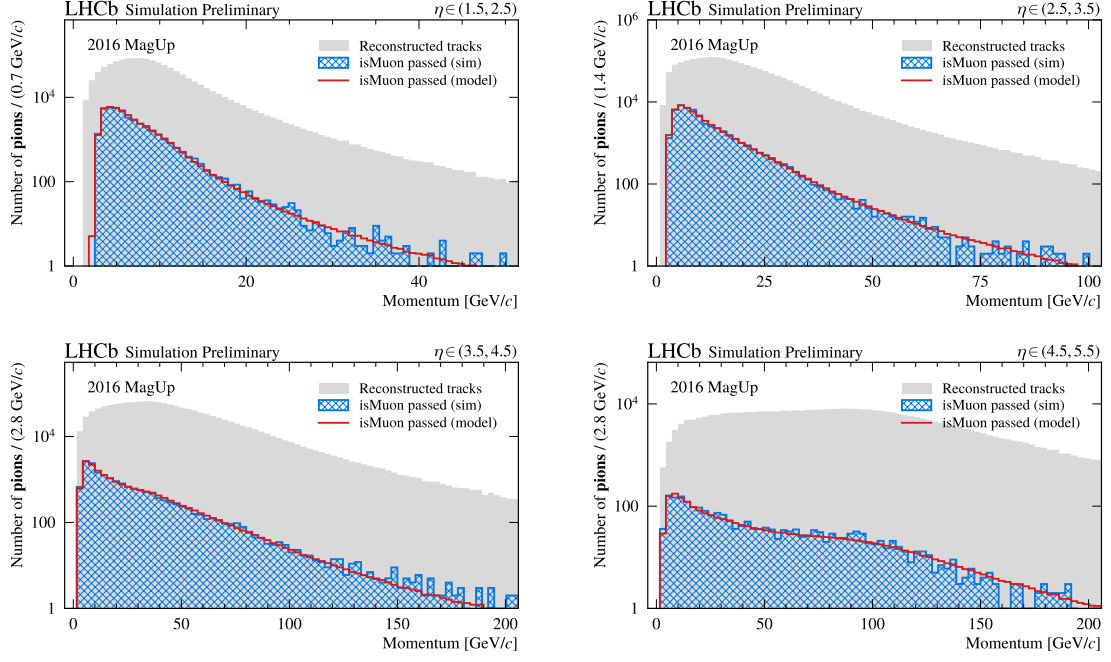 LHCb Simulation Preliminary η∈(1.5, 2.5)
2016 MagUp
Reconstructed tracks
isMuon passed (sim)
isMuon passed (model)
Number of pions / (0.7 GeV/c)
10⁴
100
1
0 20 40
Momentum [GeV/c]
LHCb Simulation Preliminary η∈(2.5, 3.5)
2016 MagUp
Reconstructed tracks
isMuon passed (sim)
isMuon passed (model)
Number of pions / (1.4 GeV/c)
10⁶
10⁴
100
1
0 25 50 75 100
Momentum [GeV/c]
LHCb Simulation Preliminary η∈(3.5, 4.5)
2016 MagUp
Reconstructed tracks
isMuon passed (sim)
isMuon passed (model)
Number of pions / (2.8 GeV/c)
10⁴
100
1
0 50 100 150 200
Momentum [GeV/c]
LHCb Simulation Preliminary η∈(4.5, 5.5)
2016 MagUp
Reconstructed tracks
isMuon passed (sim)
isMuon passed (model)
Number of pions / (2.8 GeV/c)
10⁴
100
1
0 50 100 150 200
Momentum [GeV/c]